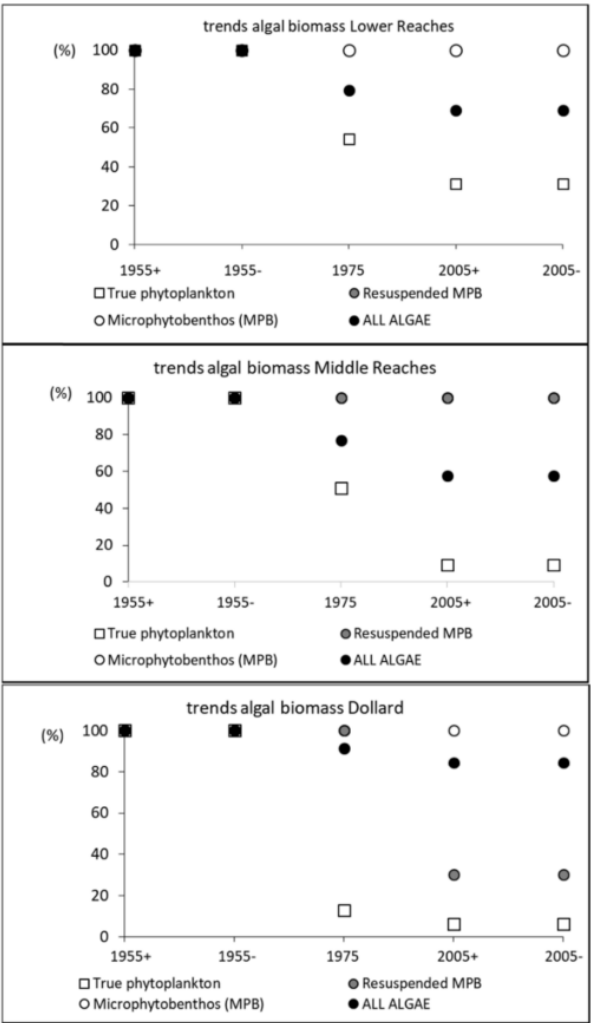 trends algal biomass Lower Reaches
(%)
100
80
60
40
20
0
1955+ 1955- 1975 2005+ 2005-
True phytoplankton Resuspended MPB
Microphytobenthos (MPB) ALL ALGAE
trends algal biomass Middle Reaches
(%)
100
80
60
40
20
0
1955+ 1955- 1975 2005+ 2005-
True phytoplankton Resuspended MPB
Microphytobenthos (MPB) ALL ALGAE
trends algal biomass Dollard
(%)
100
80
60
40
20
0
1955+ 1955- 1975 2005+ 2005-
True phytoplankton Resuspended MPB
Microphytobenthos (MPB) ALL ALGAE